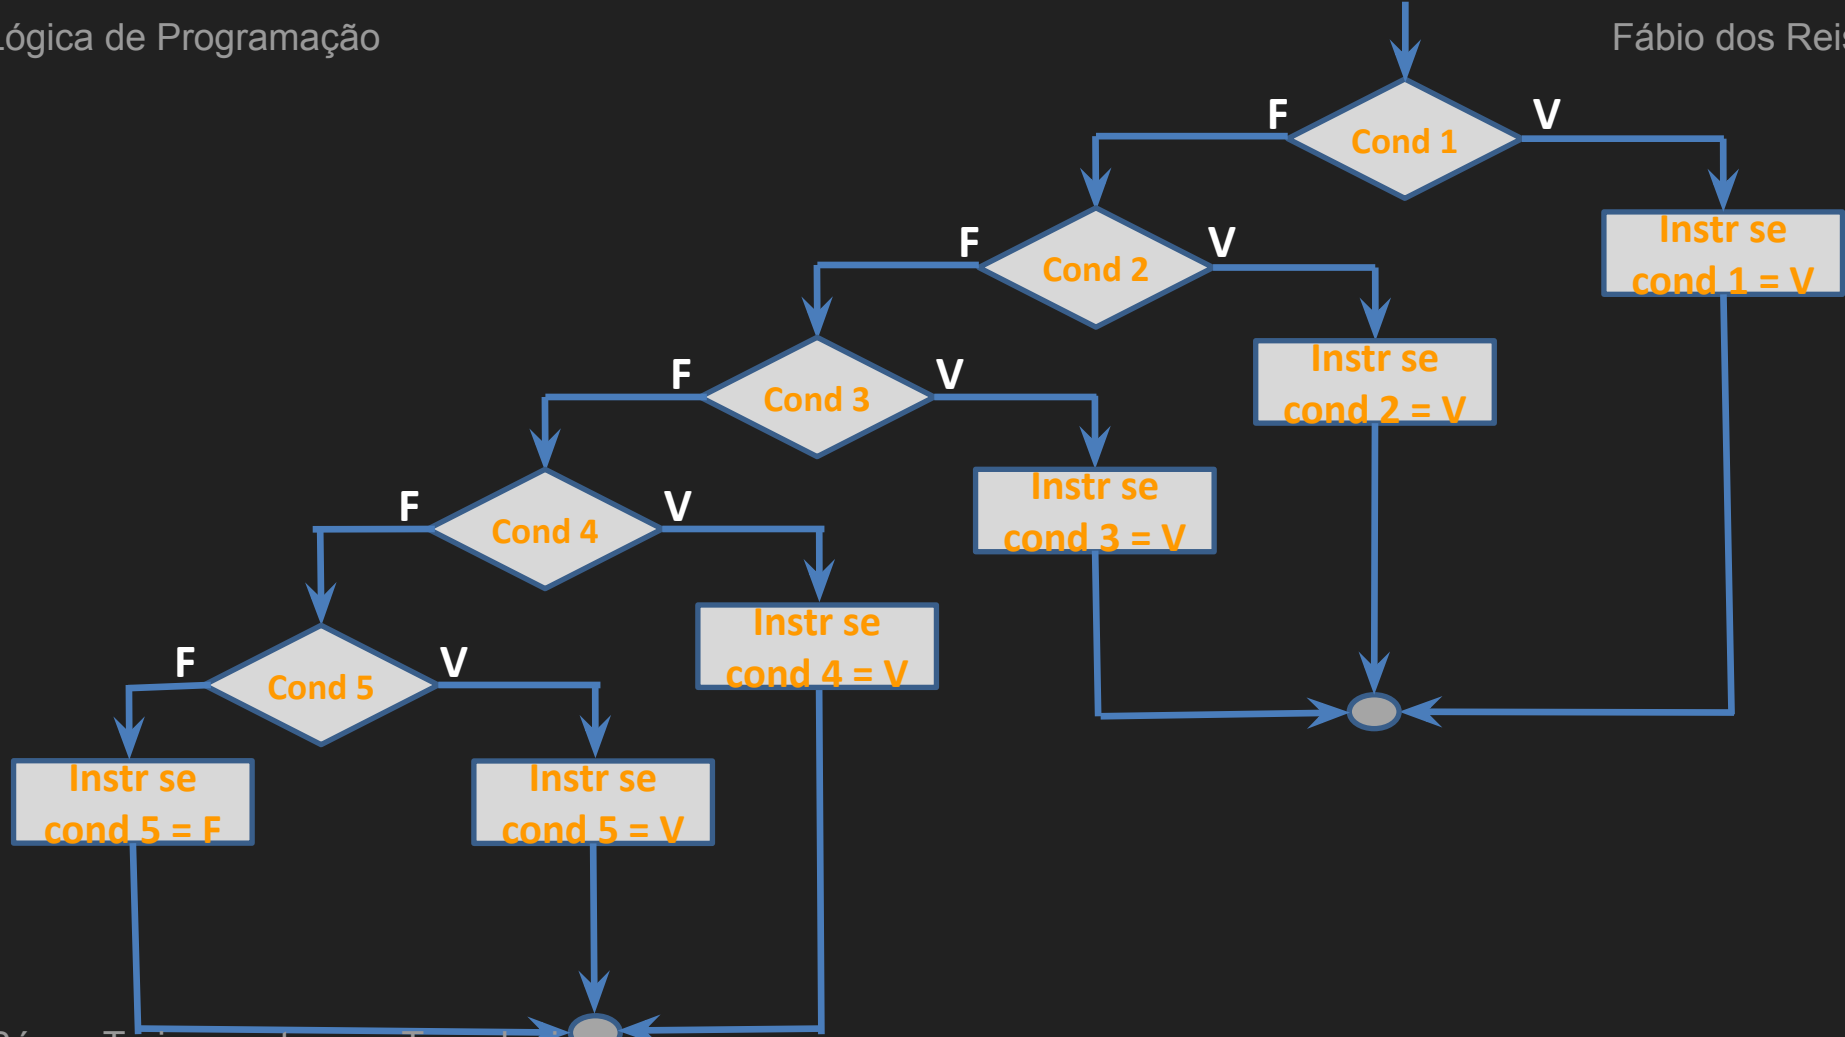 Lógica de Programação
Fábio dos Reis
F
V
Cond 1
F
V
Instr se
cond 1 = V
Cond 2
F
V
Instr se
cond 2 = V
Cond 3
F
V
Instr se
cond 3 = V
Cond 4
F
V
Instr se
cond 4 = V
Cond 5
Instr se
cond 5 = F
Instr se
cond 5 = V